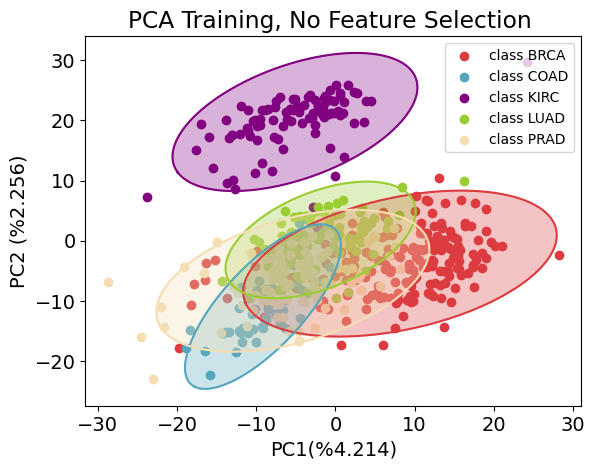 PCA Training, No Feature Selection
class BRCA
class COAD
class KIRC
class LUAD
class PRAD
PC2 (%2.256)
30
20
10
0
−10
−20
−30
−20
−10
0
10
20
30
PC1(%4.214)